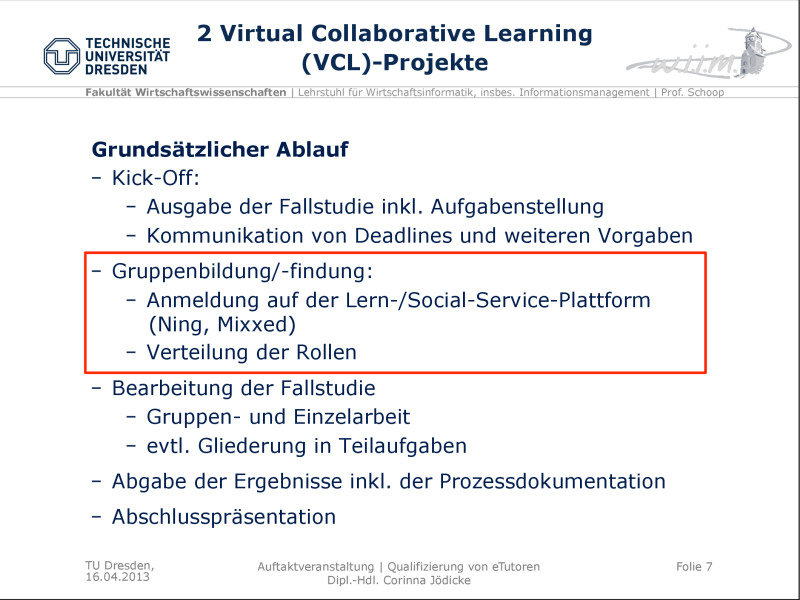 2 Virtual Collaborative Learning
(VCL)-Projekte
TECHNISCHE
UNIVERSITÄT
DRESDEN
wiim
Fakultät Wirtschaftswissenschaften | Lehrstuhl für Wirtschaftsinformatik, insbes. Informationsmanagement | Prof. Schoop
Grundsätzlicher Ablauf
– Kick-Off:
– Ausgabe der Fallstudie inkl. Aufgabenstellung
– Kommunikation von Deadlines und weiteren Vorgaben
– Gruppenbildung/-findung:
– Anmeldung auf der Lern-/Social-Service-Plattform
(Ning, Mixxed)
– Verteilung der Rollen
– Bearbeitung der Fallstudie
– Gruppen- und Einzelarbeit
– evtl. Gliederung in Teilaufgaben
– Abgabe der Ergebnisse inkl. der Prozessdokumentation
– Abschlusspräsentation
TU Dresden,
16.04.2013
Auftaktveranstaltung | Qualifizierung von eTutoren
Dipl.-Hdl. Corinna Jödicke
Folie 7